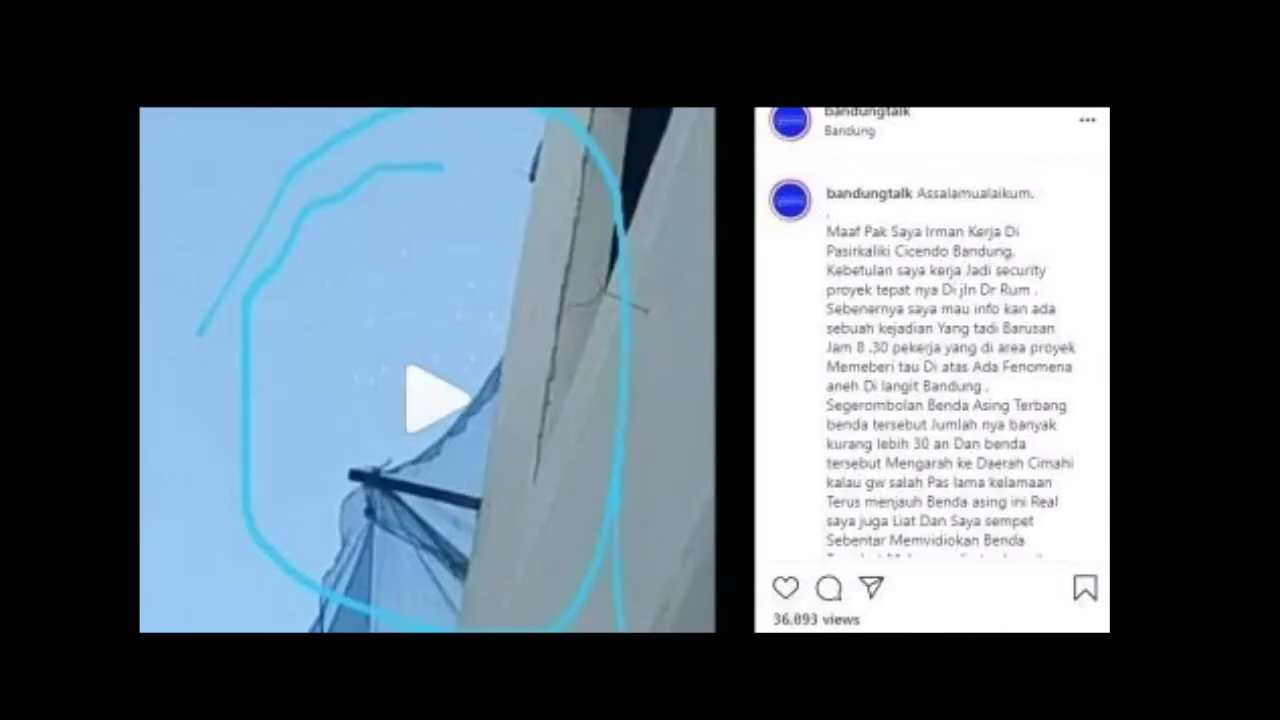 bandungtalk
Bandung
bandungtalk Assalamualaikum.
.
Maaf Pak Saya Irman Kerja Di
Pasirkaliki Cicendo Bandung.
Kebetulan saya kerja Jadi security
proyek tepat nya Di jln Dr Rum .
Sebenernya saya mau info kan ada
sebuah kejadian Yang tadi Barusan
Jam 8 .30 pekerja yang di area proyek
Memeberi tau Di atas Ada Fenomena
aneh Di langit Bandung .
Segerombolan Benda Asing Terbang
benda tersebut Jumlah nya banyak
kurang lebih 30 an Dan benda
tersebut Mengarah ke Daerah Cimahi
kalau gw salah Pas lama kelamaan
Terus menjauh Benda asing ini Real
saya juga Liat Dan Saya sempet
Sebentar Memvidiokan Benda
36.893 views